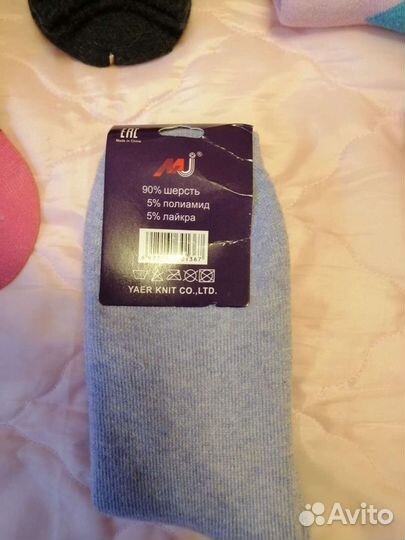 EAC
Made in China
MJ®
90% шерсть
5% полиамид
5% лайкра
YAER KNIT CO.,LTD.
Avito